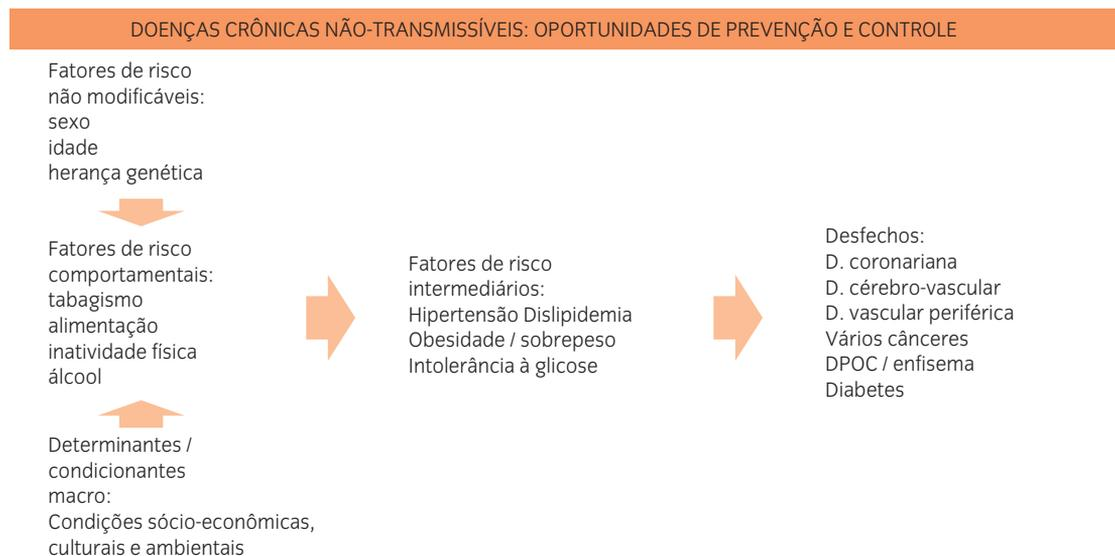 DOENÇAS CRÔNICAS NÃO-TRANSMISSÍVEIS: OPORTUNIDADES DE PREVENÇÃO E CONTROLE
Fatores de risco
não modificáveis:
sexo
idade
herança genética
Fatores de risco
comportamentais:
tabagismo
alimentação
inatividade física
álcool
Determinantes /
condicionantes
macro:
Condições sócio-econômicas,
culturais e ambientais
Fatores de risco
intermediários:
Hipertensão Dislipidemia
Obesidade / sobrepeso
Intolerância à glicose
Desfechos:
D. coronariana
D. cérebro-vascular
D. vascular periférica
Vários cânceres
DPOC / enfisema
Diabetes